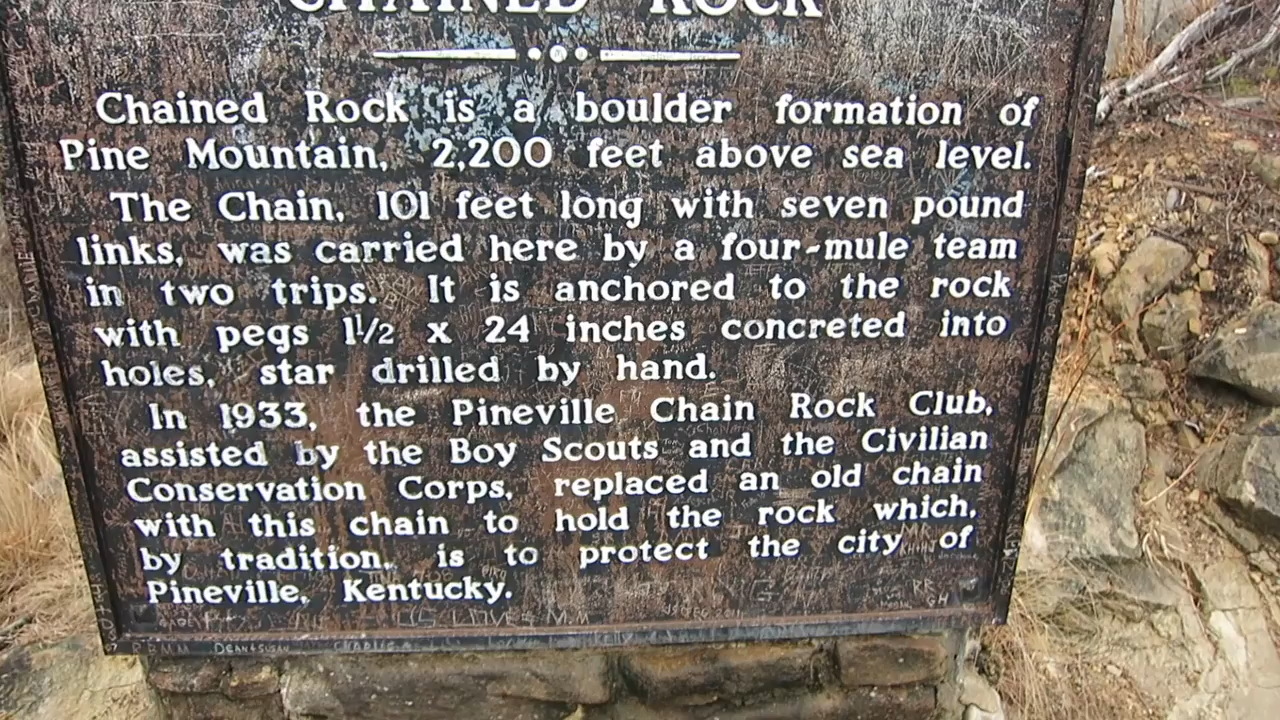 CHAINED ROCK
Chained Rock is a boulder formation of
Pine Mountain, 2,200 feet above sea level.
The Chain, 101 feet long with seven pound
links, was carried here by a four-mule team
in two trips. It is anchored to the rock
with pegs 1½ x 24 inches concreted into
holes, star drilled by hand.
In 1933, the Pineville Chain Rock Club,
assisted by the Boy Scouts and the Civilian
Conservation Corps, replaced an old chain
with this chain to hold the rock which,
by tradition, is to protect the city of
Pineville, Kentucky.
DEAN & SUSAN